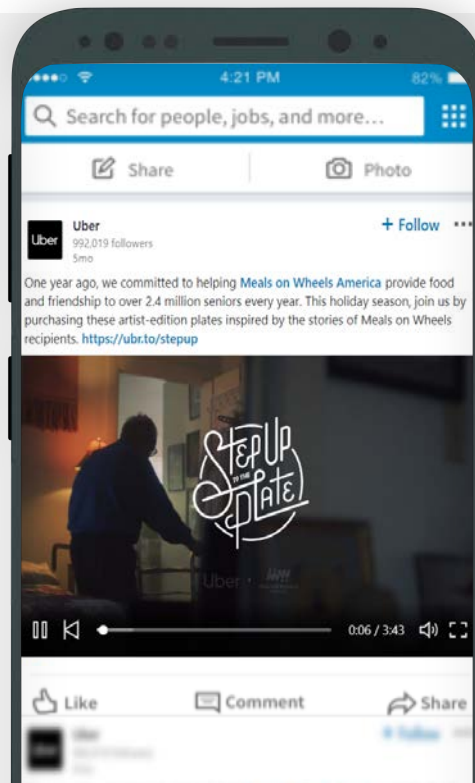 4:21 PM
82%
Search for people, jobs, and more...
Share
Photo
Uber
Uber
+ Follow
992,019 followers
5mo
One year ago, we committed to helping Meals on Wheels America provide food
and friendship to over 2.4 million seniors every year. This holiday season, join us by
purchasing these artist-edition plates inspired by the stories of Meals on Wheels
recipients. https://ubr.to/stepup
STEP UP
TO THE
PLATE
Uber
0:06 / 3:43
Like
Comment
Share
Uber
+ Follow